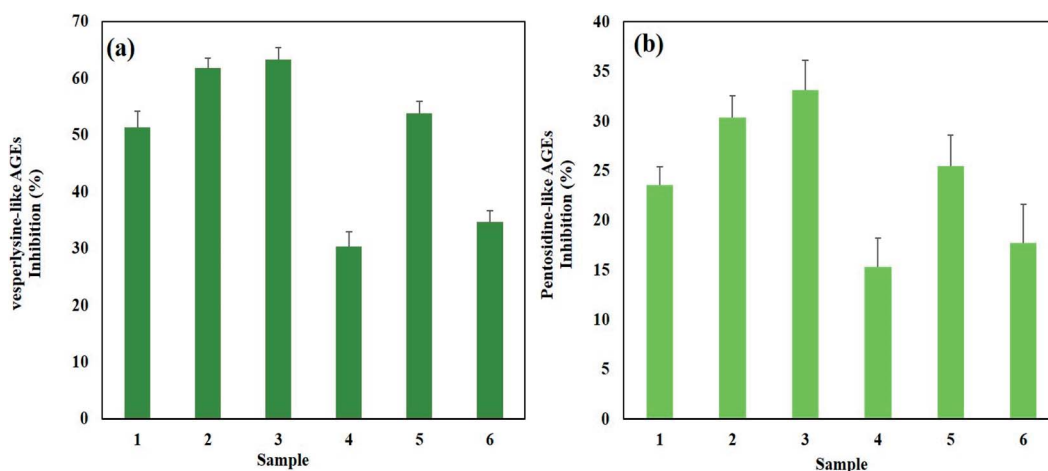 (a)
vesperlysine-like AGEs
Inhibition (%)
70
60
50
40
30
20
10
0
1 2 3 4 5 6
Sample
(b)
Pentosidine-like AGEs
Inhibition (%)
40
35
30
25
20
15
10
5
0
1 2 3 4 5 6
Sample